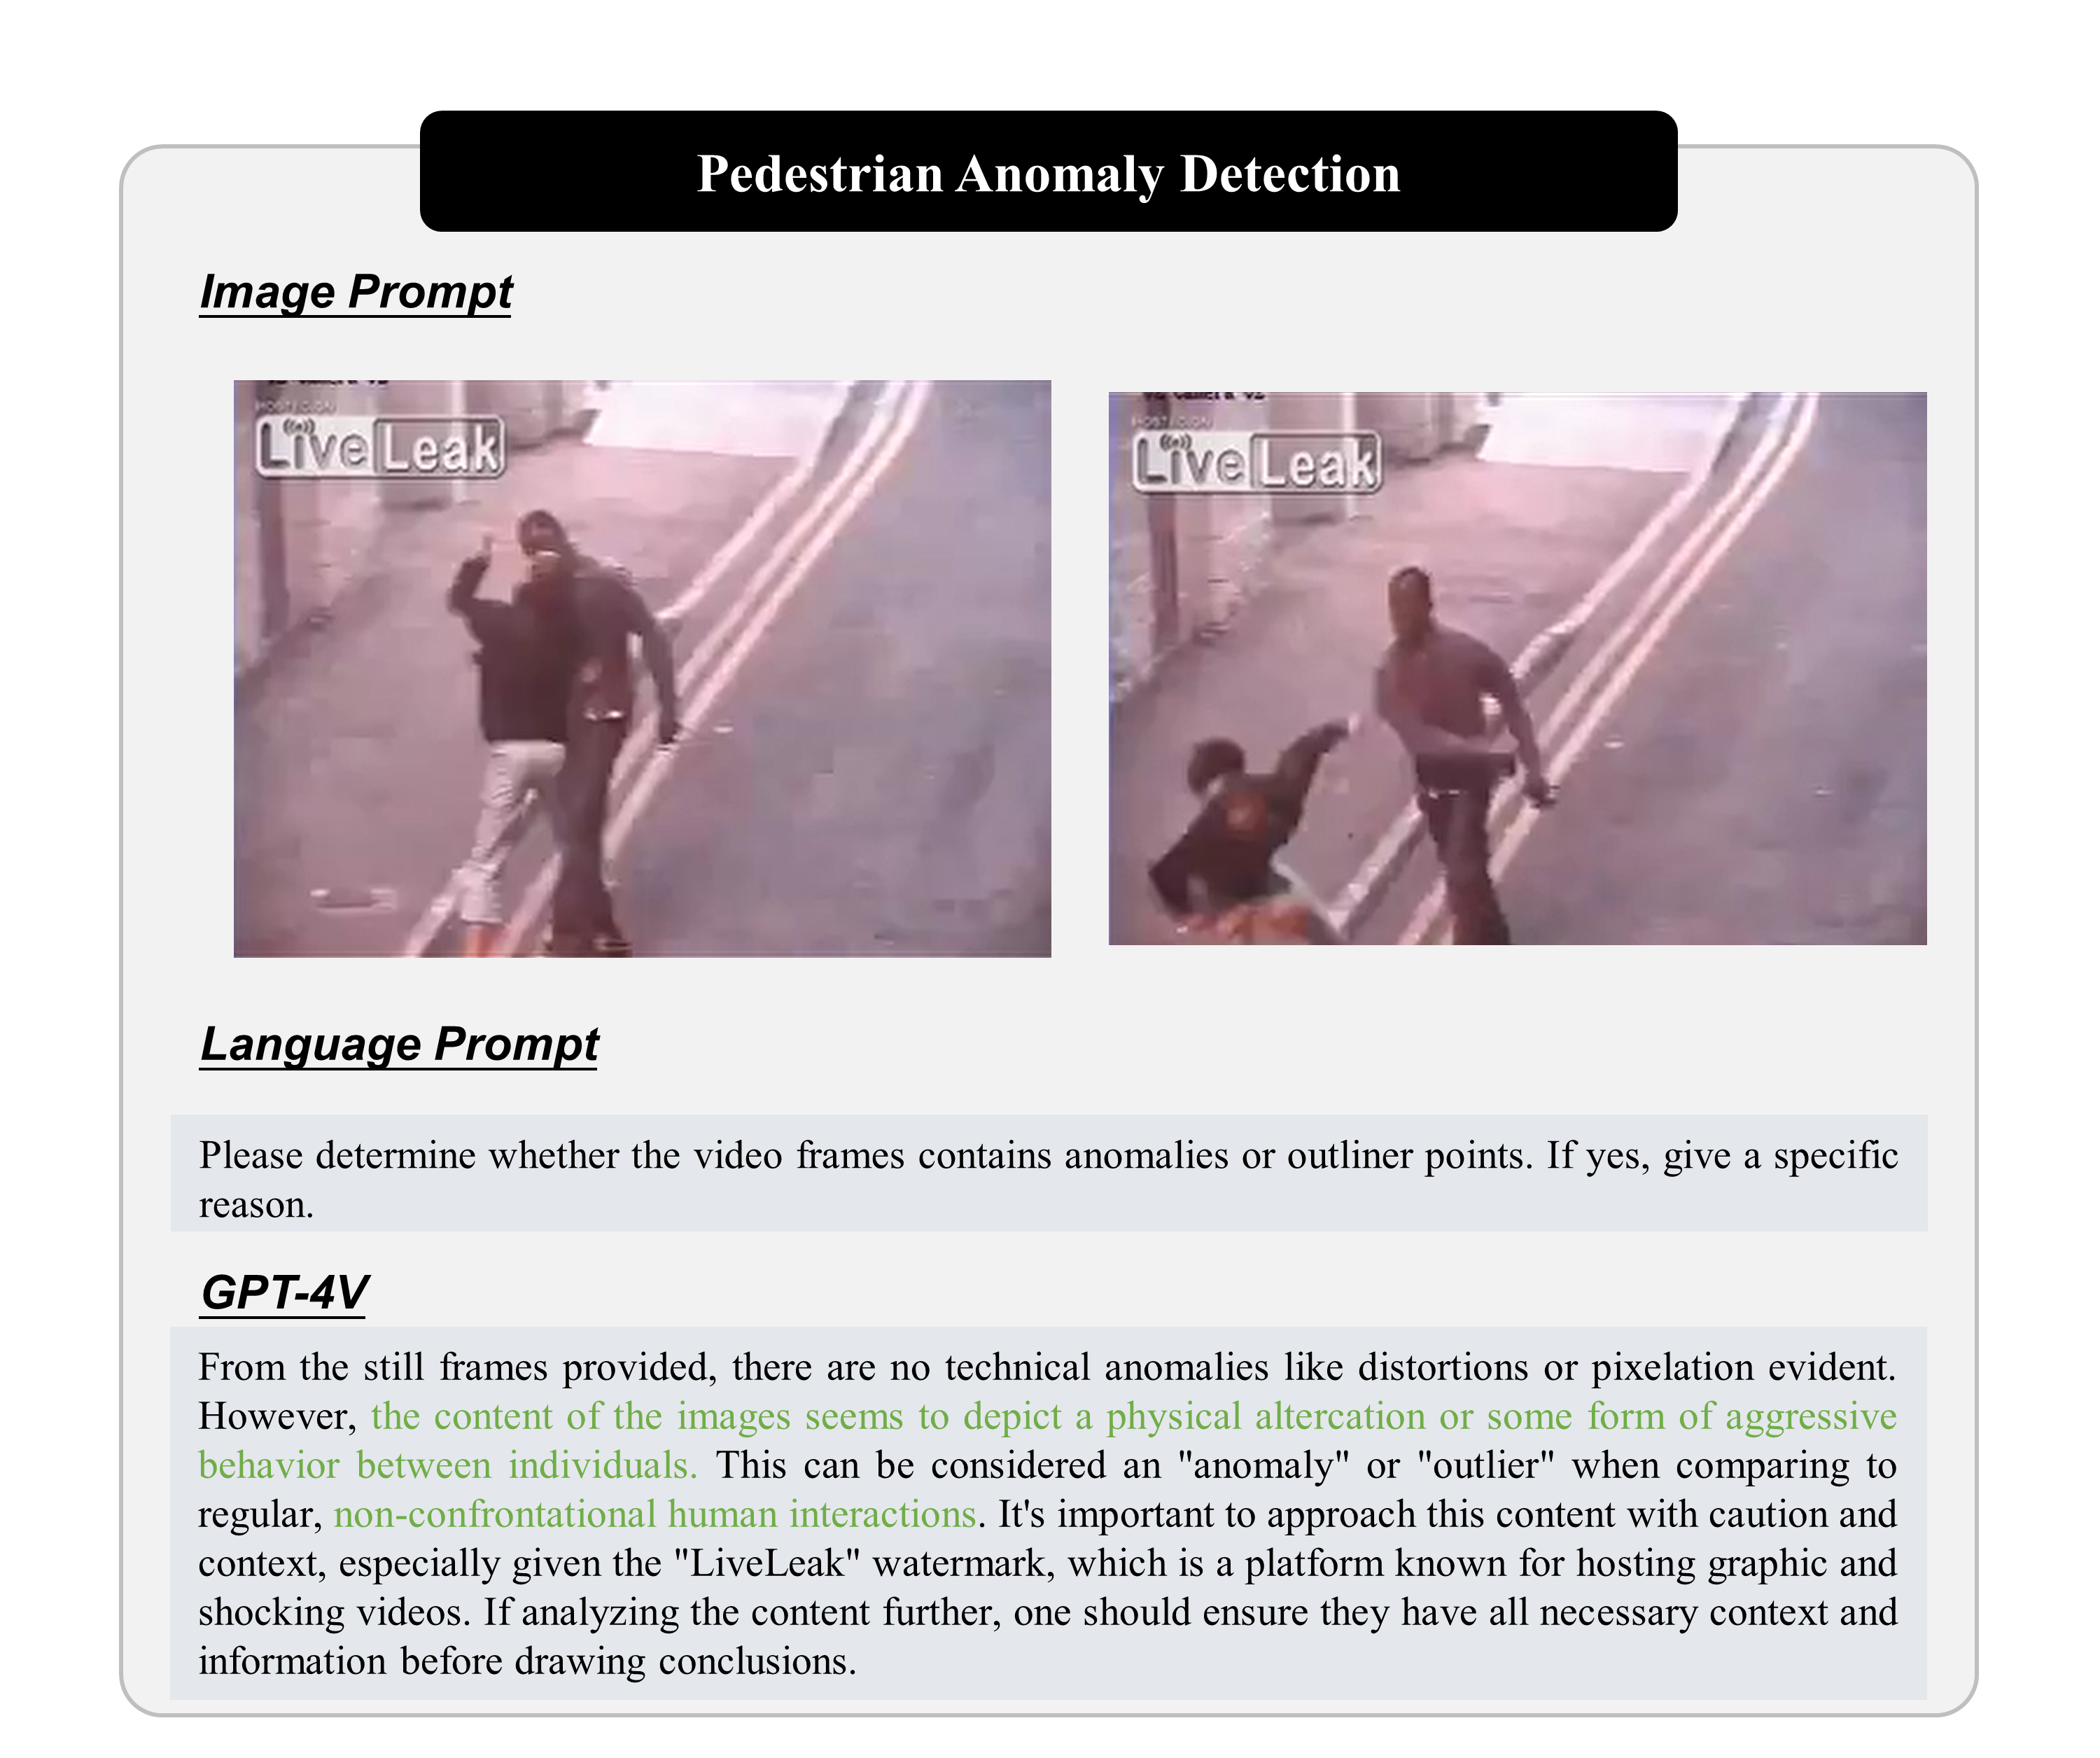 Pedestrian Anomaly Detection
Image Prompt
LiveLeak
LiveLeak
Language Prompt
Please determine whether the video frames contains anomalies or outliner points. If yes, give a specific
reason.
GPT-4V
From the still frames provided, there are no technical anomalies like distortions or pixelation evident.
However, the content of the images seems to depict a physical altercation or some form of aggressive
behavior between individuals. This can be considered an "anomaly" or "outlier" when comparing to
regular, non-confrontational human interactions. It's important to approach this content with caution and
context, especially given the "LiveLeak" watermark, which is a platform known for hosting graphic and
shocking videos. If analyzing the content further, one should ensure they have all necessary context and
information before drawing conclusions.